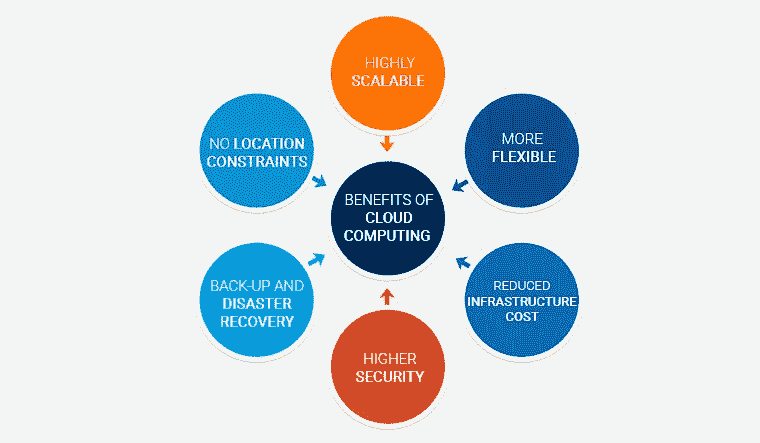 HIGHLY
SCALABLE
MORE
FLEXIBLE
REDUCED
INFRASTRUCTURE
COST
HIGHER
SECURITY
BACK-UP AND
DISASTER
RECOVERY
NO LOCATION
CONSTRAINTS
BENEFITS OF
CLOUD
COMPUTING